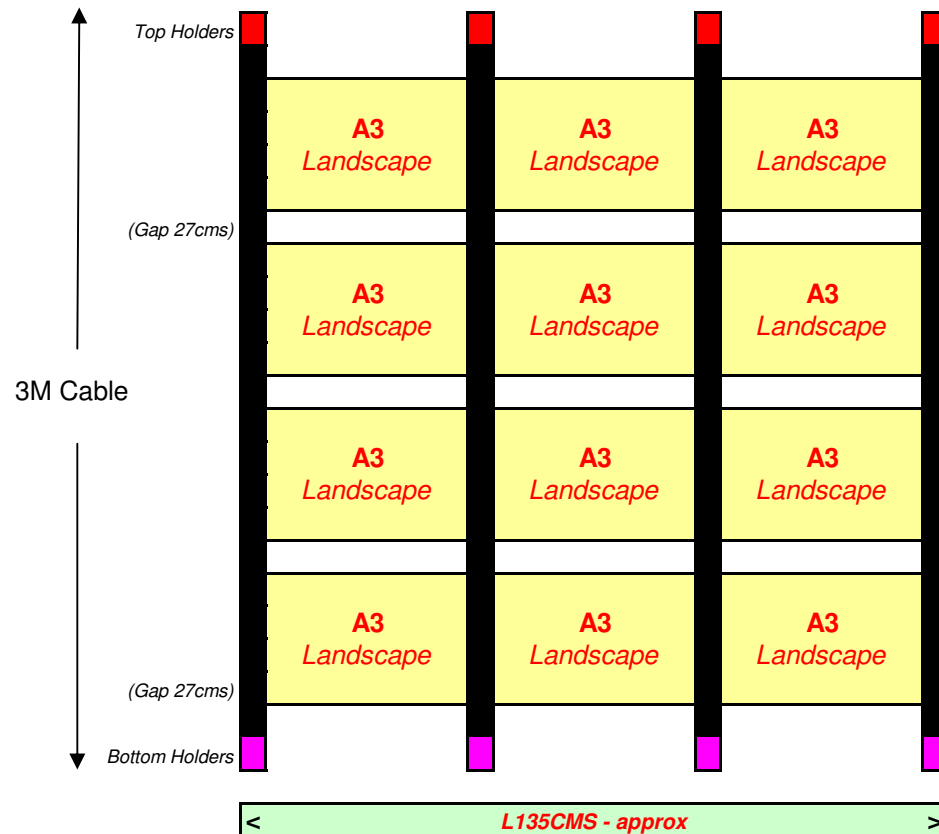 Top Holders
A3 A3 A3
Landscape Landscape Landscape
(Gap 27cms)
A3 A3 A3
Landscape Landscape Landscape
3M Cable
A3 A3 A3
Landscape Landscape Landscape
A3 A3 A3
Landscape Landscape Landscape
(Gap 27cms)
Bottom Holders
< L135CMS - approx >